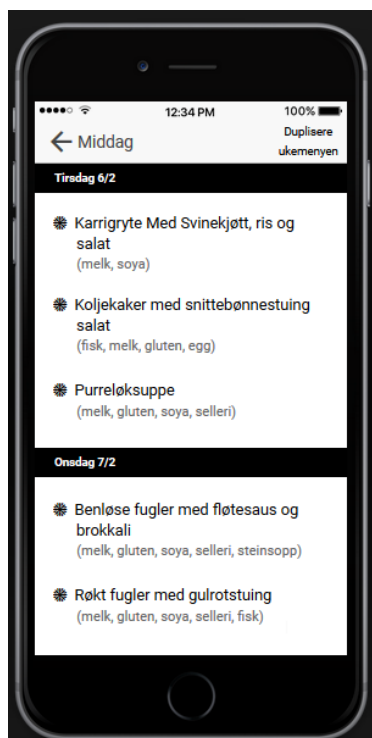 12:34 PM
100%
Middag
Duplisere
ukemenyen
Tirsdag 6/2
Karrigryte Med Svinekjøtt, ris og
salat
(melk, soya)
Koljekaker med snittebønnestuing
salat
(fisk, melk, gluten, egg)
Purreløksuppe
(melk, gluten, soya, selleri)
Onsdag 7/2
Benløse fugler med fløtesaus og
brokkali
(melk, gluten, soya, selleri, steinsopp)
Røkt fugler med gulrotstuing
(melk, gluten, soya, selleri, fisk)